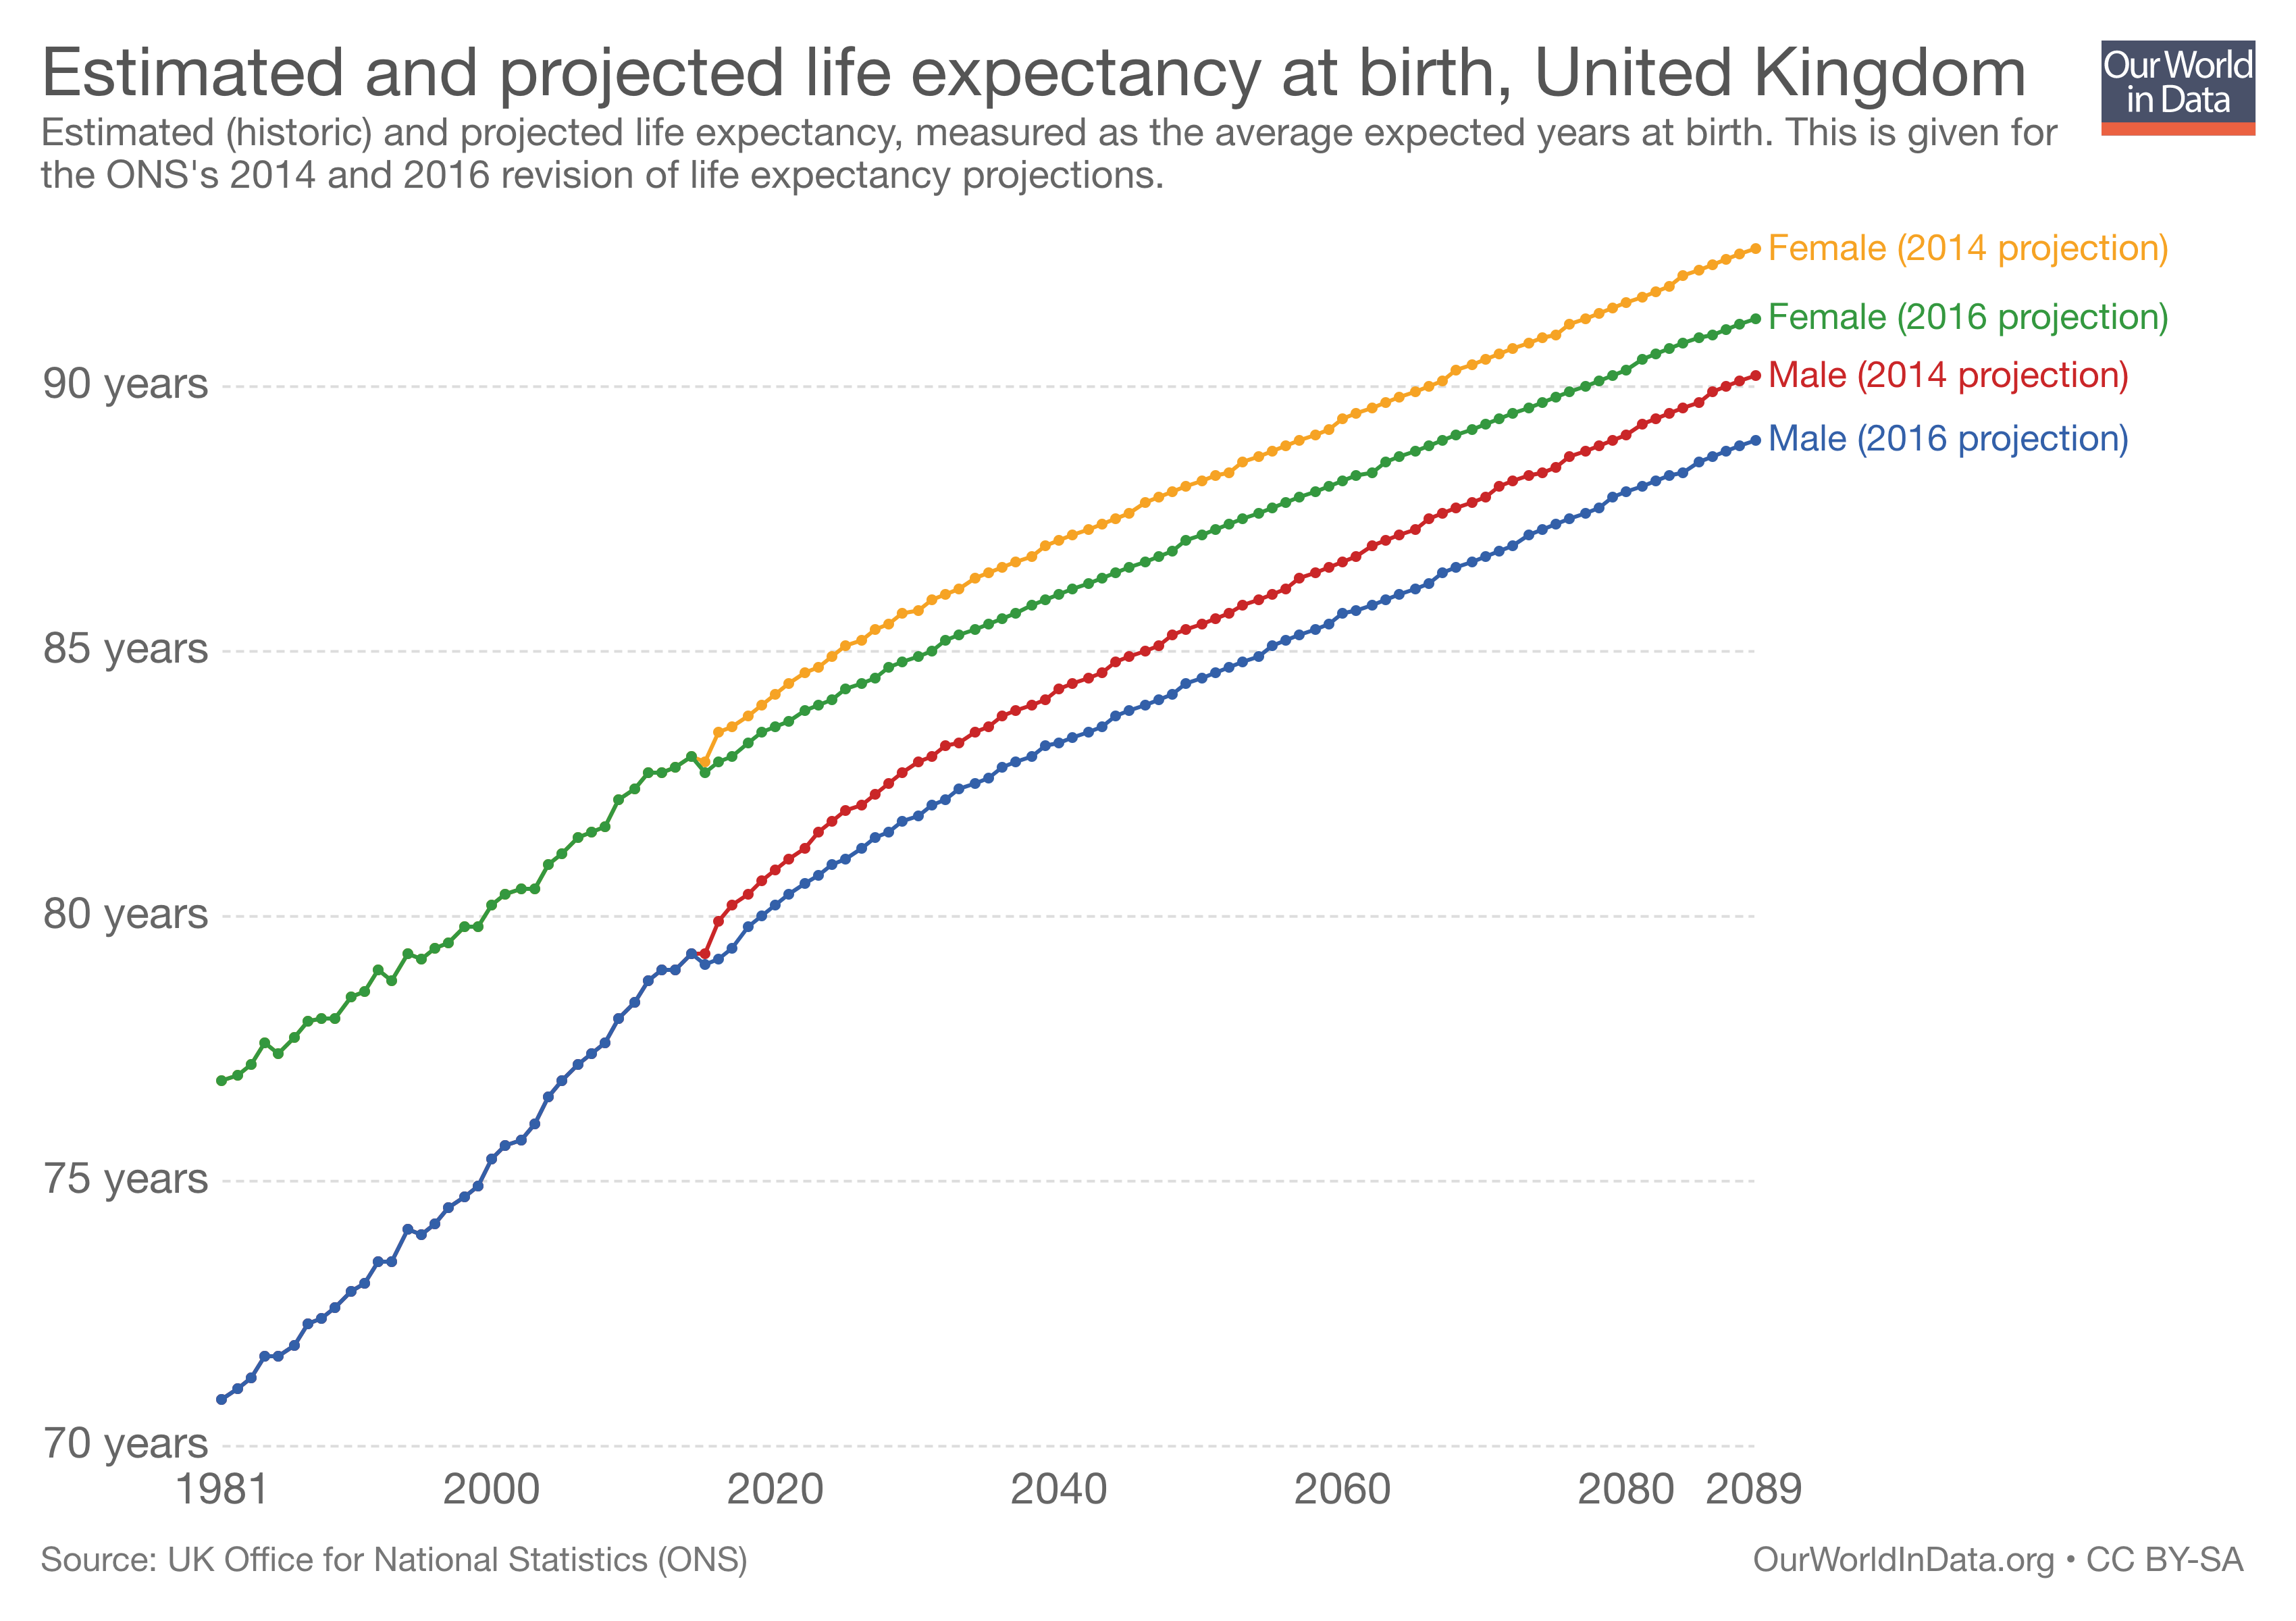 Estimated and projected life expectancy at birth, United Kingdom
Our World
in Data
Estimated (historic) and projected life expectancy, measured as the average expected years at birth. This is given for
the ONS's 2014 and 2016 revision of life expectancy projections.
Female (2014 projection)
Female (2016 projection)
Male (2014 projection)
Male (2016 projection)
90 years
85 years
80 years
75 years
70 years
1981 2000 2020 2040 2060 2080 2089
Source: UK Office for National Statistics (ONS)
OurWorldInData.org • CC BY-SA